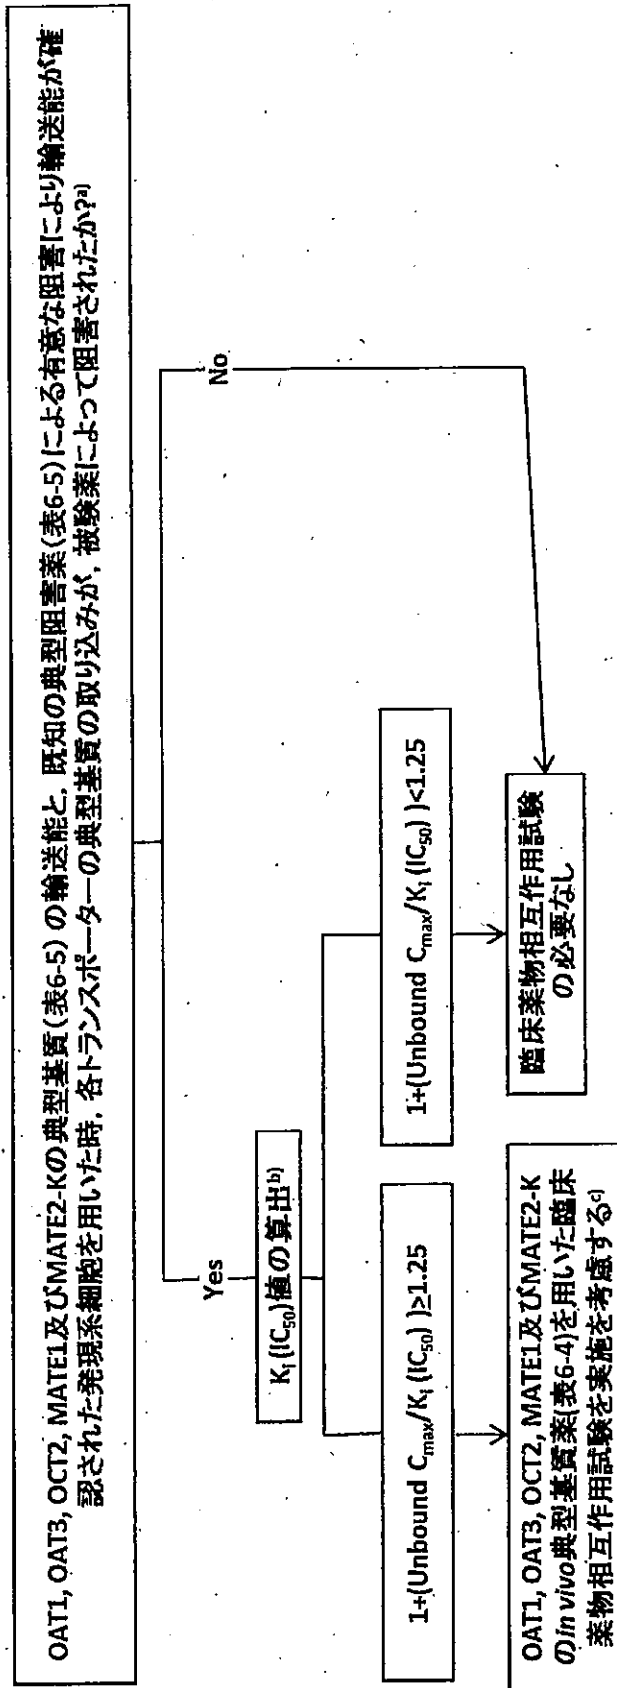 OAT1, OAT3, OCT2, MATE1及びMATE2-Kの典型基質(表6-5) の輸送能と, 既知の典型阻害薬(表6-5)による有意な阻害により輸送能が確
認された発現系細胞を用いた時, 各トランスポーターの典型基質の取り込みが, 被験薬によって阻害されたか?a)
Yes
No
Ki (IC50)値の算出b)
1+(Unbound Cmax/Ki (IC50) )≥1.25
1+(Unbound Cmax/Ki (IC50) )<1.25
OAT1, OAT3, OCT2, MATE1及びMATE2-K
のin vivo典型基質薬(表6-4)を用いた臨床
薬物相互作用試験を実施を考慮するc)
臨床薬物相互作用試験
の必要なし